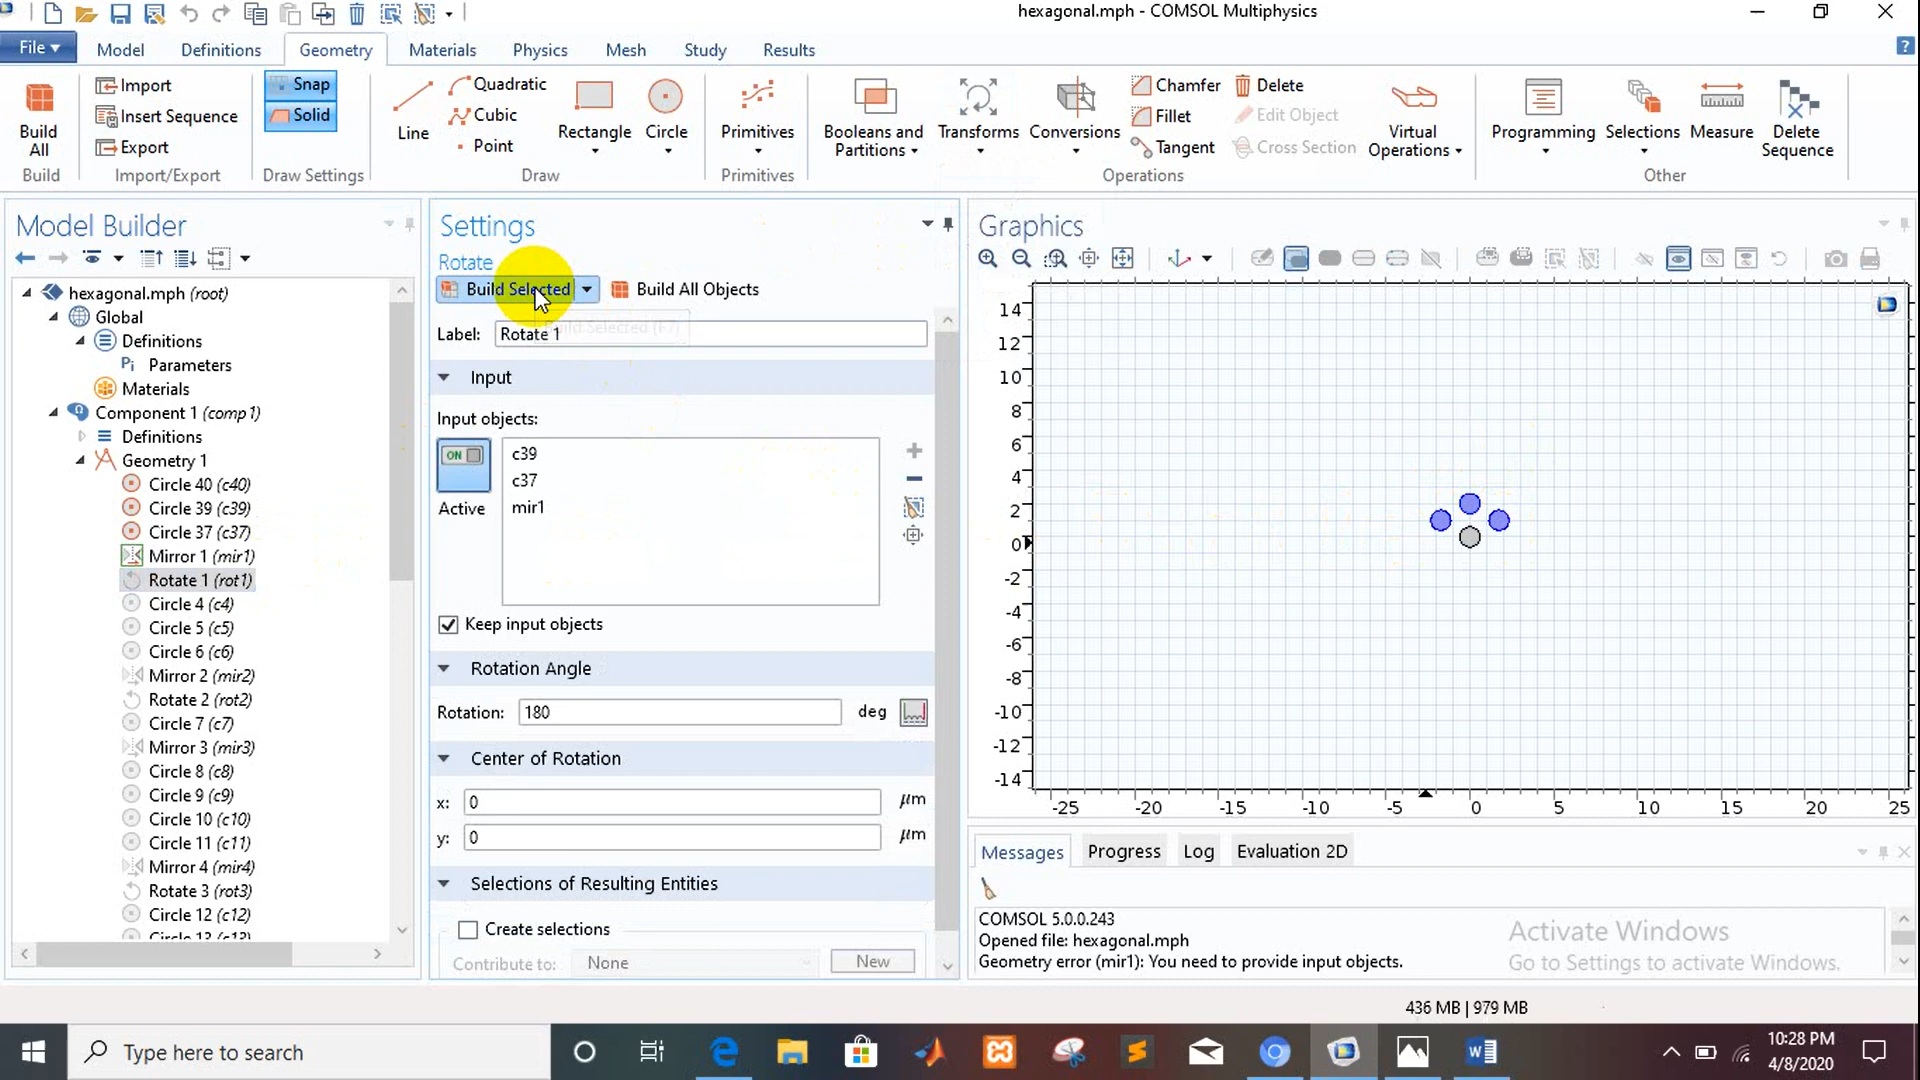 hexagonal.mph - COMSOL Multiphysics
File
Model
Definitions
Geometry
Materials
Physics
Mesh
Study
Results
Build All
Build
Import
Insert Sequence
Export
Import/Export
Snap
Solid
Draw Settings
Line
Quadratic
Cubic
Point
Rectangle
Circle
Draw
Primitives
Primitives
Booleans and Partitions
Transforms
Conversions
Chamfer
Fillet
Tangent
Delete
Edit Object
Cross Section
Operations
Virtual Operations
Programming
Selections
Measure
Delete Sequence
Other
Model Builder
hexagonal.mph (root)
Global
Definitions
Pi Parameters
Materials
Component 1 (comp1)
Definitions
Geometry 1
Circle 40 (c40)
Circle 39 (c39)
Circle 37 (c37)
Mirror 1 (mir1)
Rotate 1 (rot1)
Circle 4 (c4)
Circle 5 (c5)
Circle 6 (c6)
Mirror 2 (mir2)
Rotate 2 (rot2)
Circle 7 (c7)
Mirror 3 (mir3)
Circle 8 (c8)
Circle 9 (c9)
Circle 10 (c10)
Circle 11 (c11)
Mirror 4 (mir4)
Rotate 3 (rot3)
Circle 12 (c12)
Circle 13 (c13)
Settings
Rotate
Build Selected
Build All Objects
Build Selected (F7)
Label: Rotate 1
Input
Input objects:
ON
Active
c39
c37
mir1
Keep input objects
Rotation Angle
Rotation: 180 deg
Center of Rotation
x: 0 μm
y: 0 μm
Selections of Resulting Entities
Create selections
Contribute to: None New
Graphics
14
12
10
8
6
4
2
0
-2
-4
-6
-8
-10
-12
-14
-25 -20 -15 -10 -5 0 5 10 15 20 25
Messages
Progress
Log
Evaluation 2D
COMSOL 5.0.0.243
Opened file: hexagonal.mph
Geometry error (mir1): You need to provide input objects.
Activate Windows
Go to Settings to activate Windows.
436 MB | 979 MB
Type here to search
10:28 PM
4/8/2020